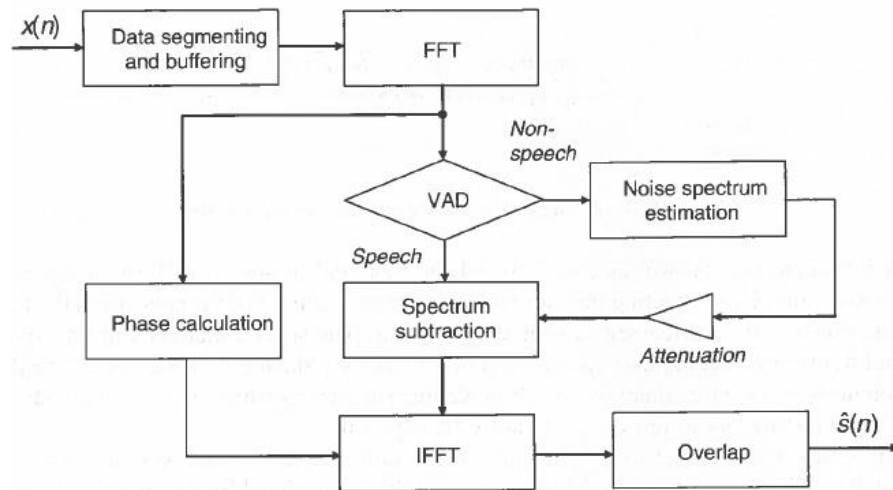 x(n)
Data segmenting
and buffering
FFT
Non-
speech
VAD
Noise spectrum
estimation
Speech
Phase calculation
Spectrum
subtraction
Attenuation
IFFT
Overlap
ŝ(n)